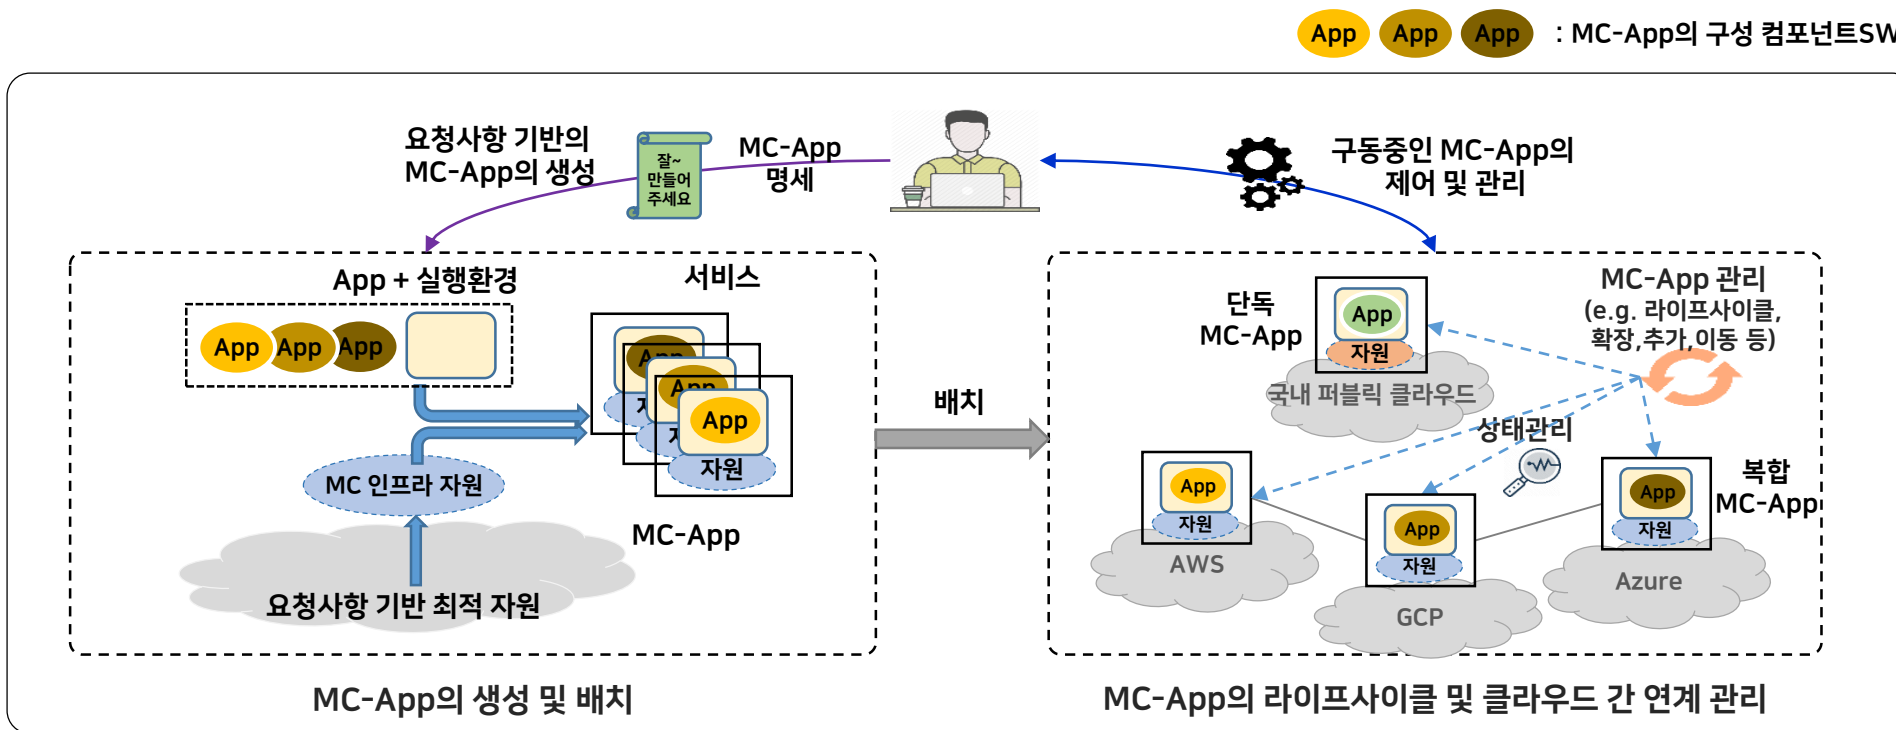 App App App : MC-App의 구성 컴포넌트SW
요청사항 기반의
MC-App의 생성
잘~
만들어
주세요
MC-App
명세
구동중인 MC-App의
제어 및 관리
App + 실행환경
서비스
App App App
App
App
App
자
자
자원
MC 인프라 자원
MC-App
요청사항 기반 최적 자원
배치
단독
MC-App
App
자원
국내 퍼블릭 클라우드
MC-App 관리
(e.g. 라이프사이클,
확장,추가,이동 등)
상태관리
App
자원
AWS
App
자원
GCP
App
자원
Azure
복합
MC-App
MC-App의 생성 및 배치
MC-App의 라이프사이클 및 클라우드 간 연계 관리